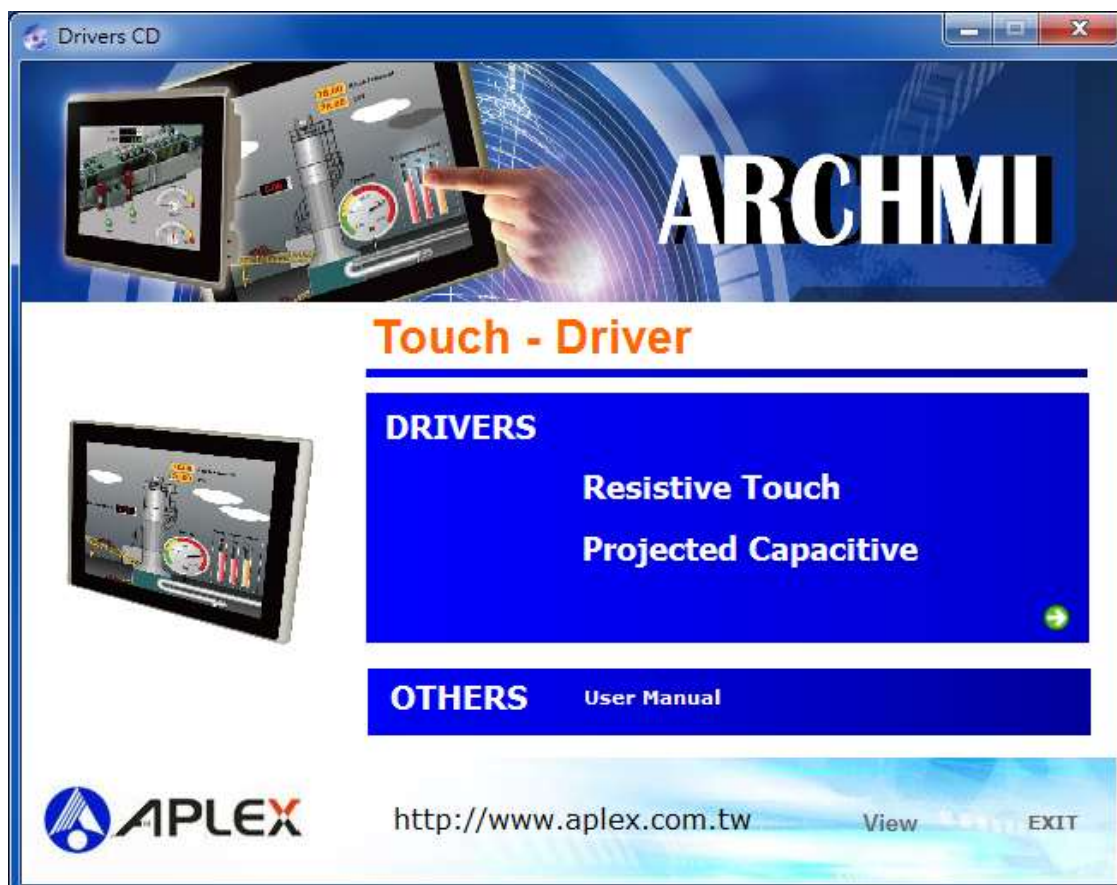 Drivers CD
ARCHMI
Touch - Driver
DRIVERS
Resistive Touch
Projected Capacitive
OTHERS User Manual
APLEX
http://www.aplex.com.tw View EXIT